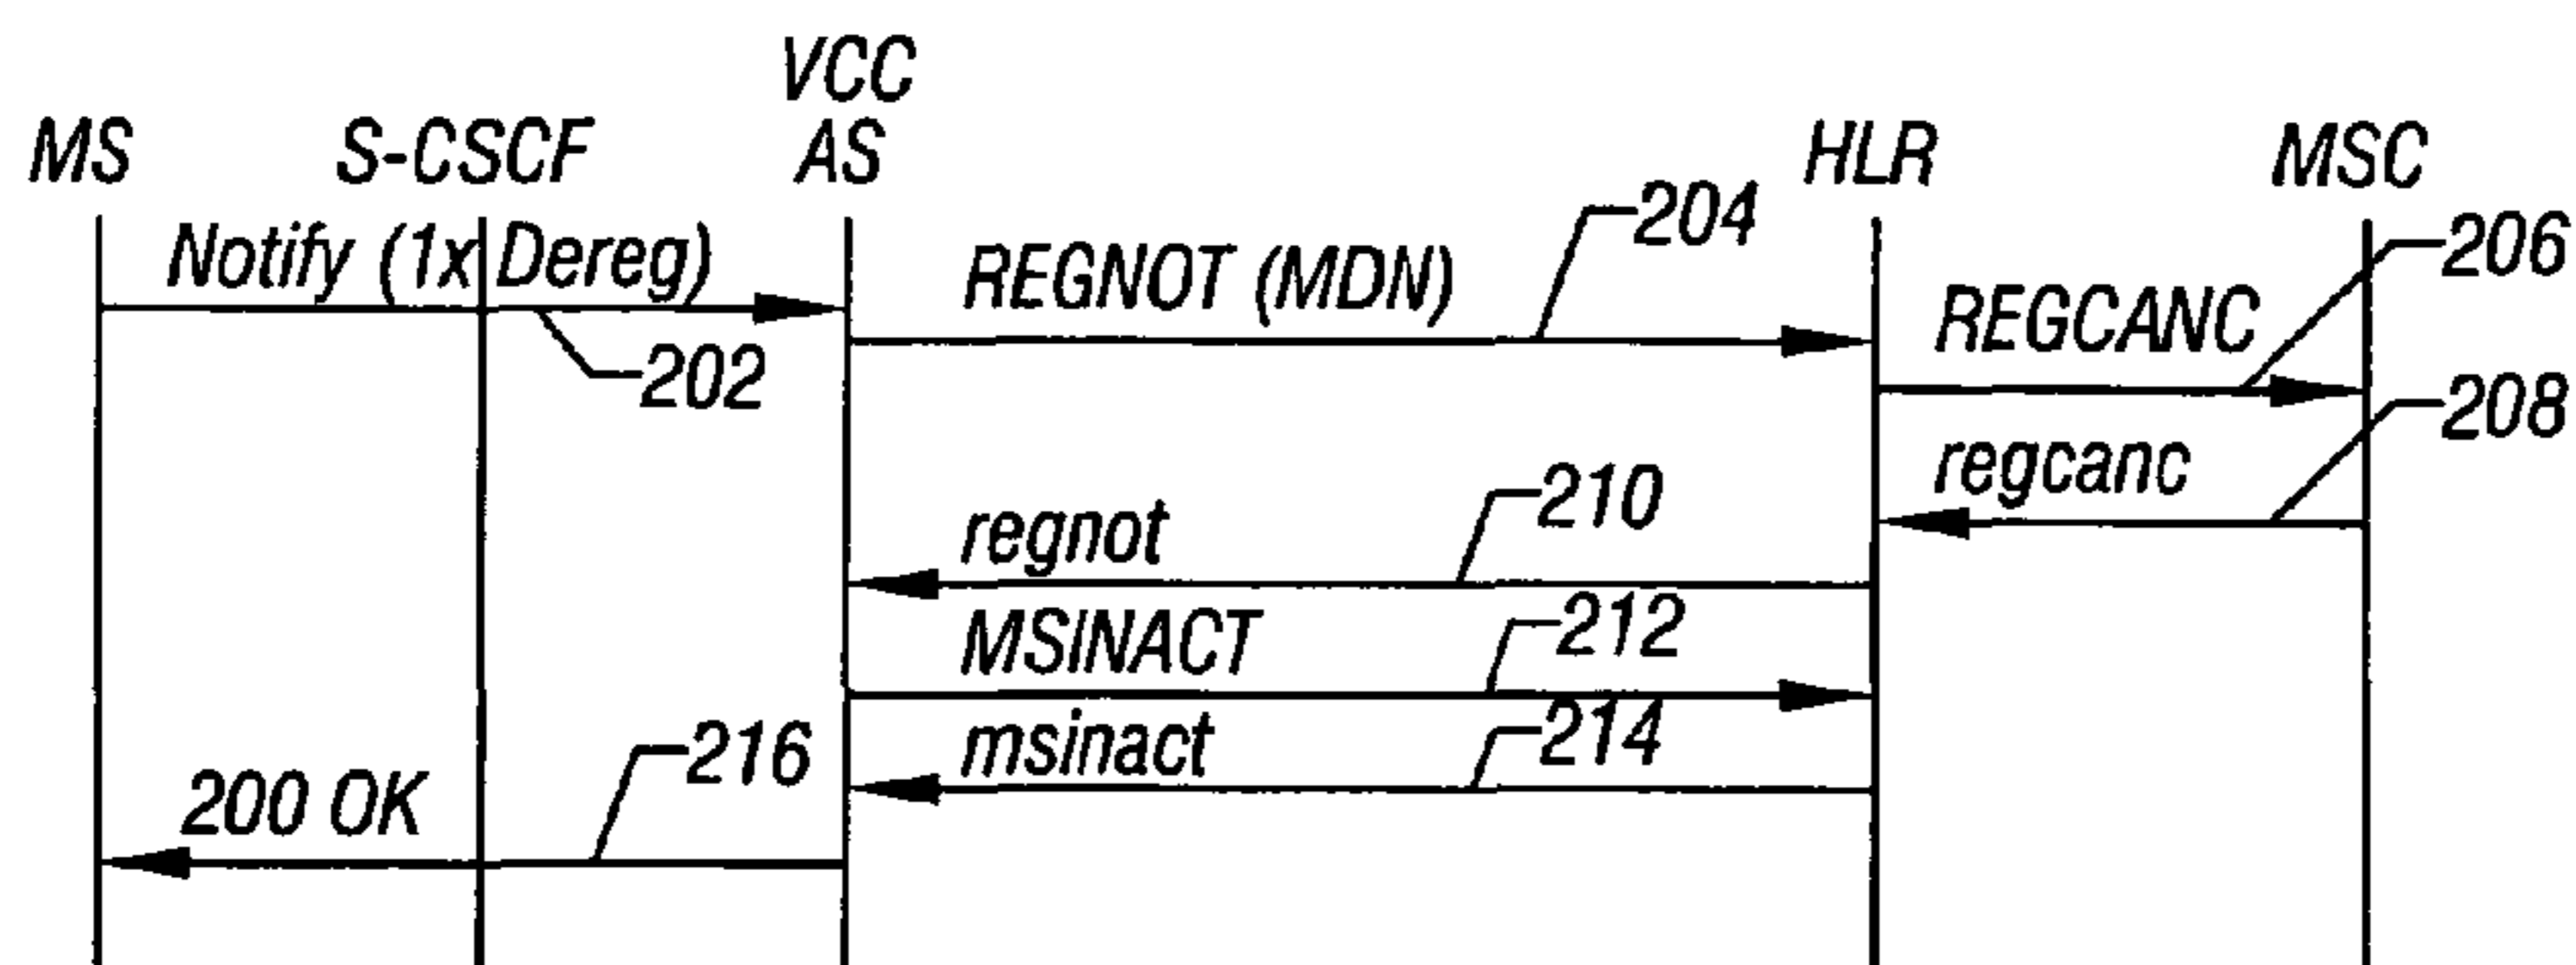 MS
S-CSCF
VCC
AS
HLR
MSC
Notify (1x Dereg)
202
REGNOT (MDN)
204
REGCANC
206
regcanc
208
regnot
210
MSINACT
212
msinact
214
200 OK
216